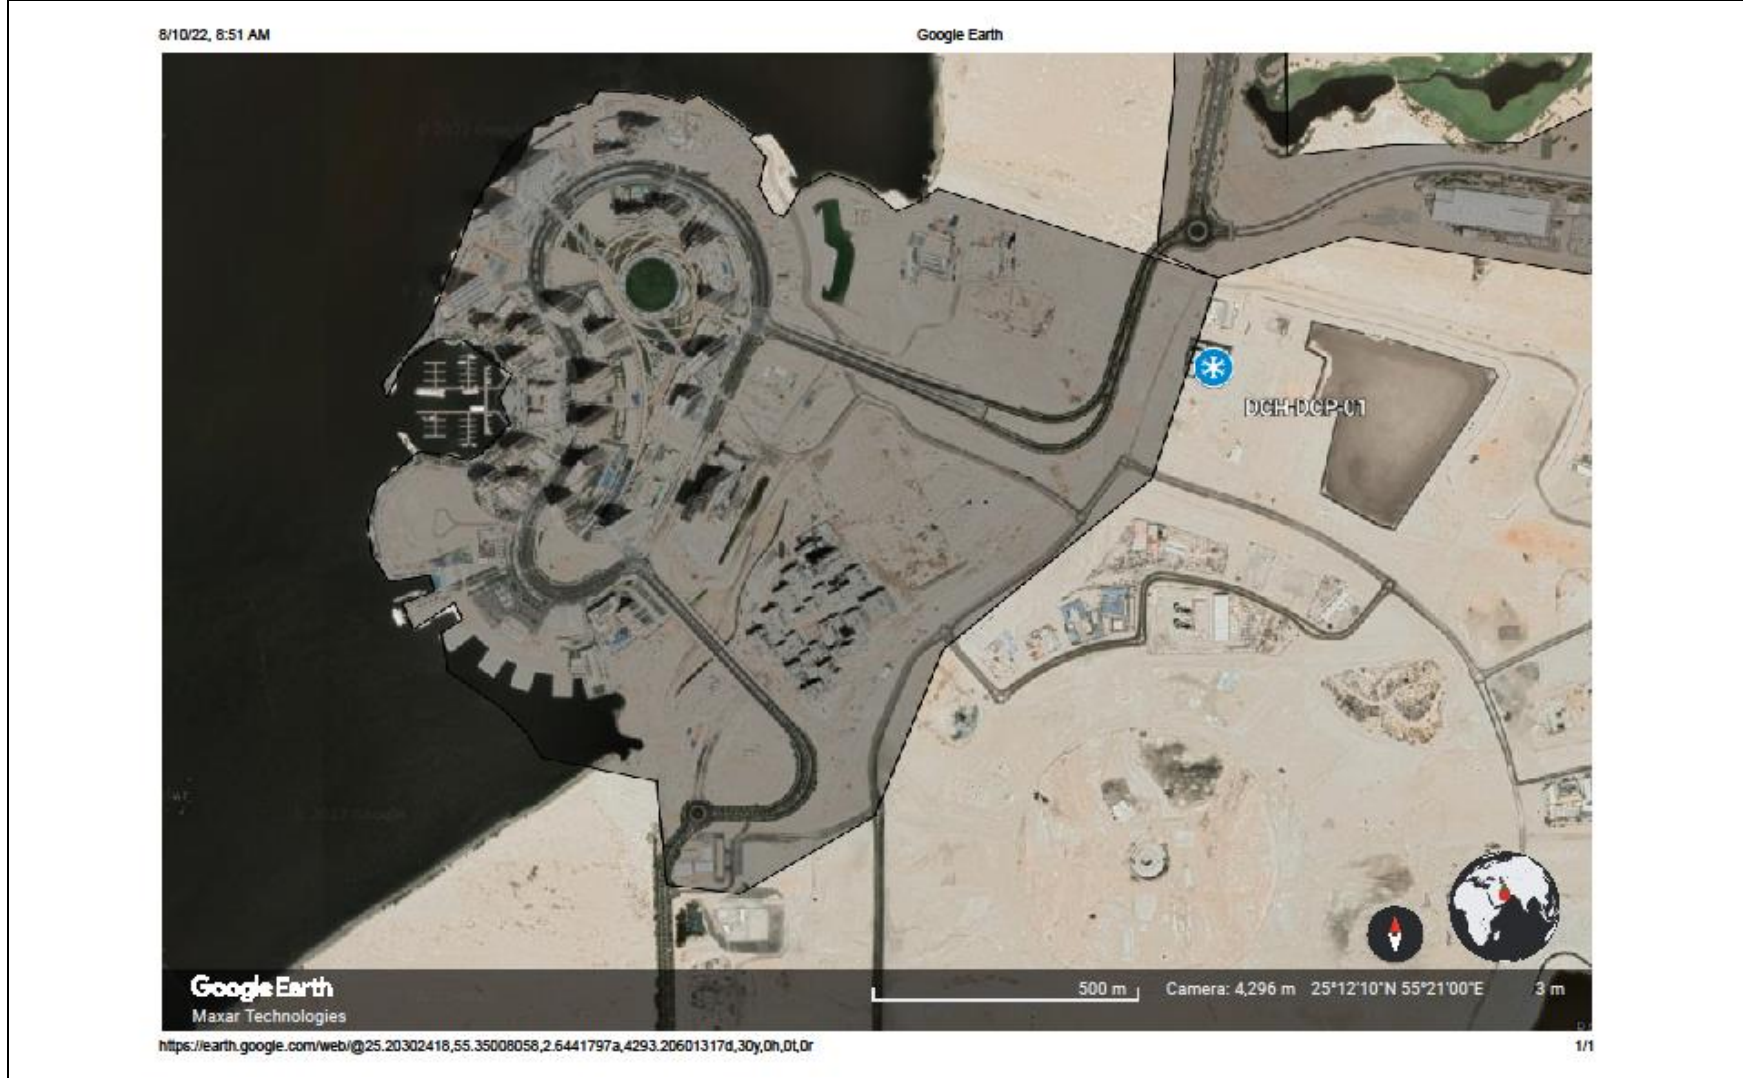 8/10/22, 8:51 AM
Google Earth
DCH-DCP-01
Google Earth
Maxar Technologies
500 m
Camera: 4,296 m 25°12'10"N 55°21'00"E
3 m
https://earth.google.com/web/@25.20302418,55.35008058,2.6441797a,4293.20601317d,30y,0h,0t,0r
1/1